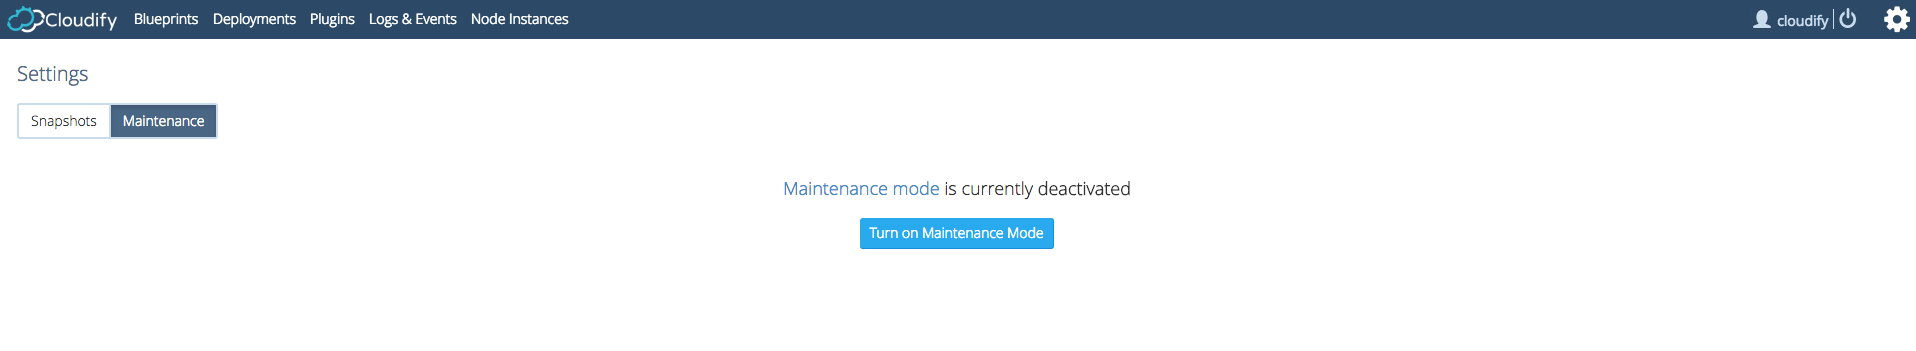 Cloudify Blueprints Deployments Plugins Logs & Events Node Instances cloudify
Settings
Snapshots Maintenance
Maintenance mode is currently deactivated
Turn on Maintenance Mode